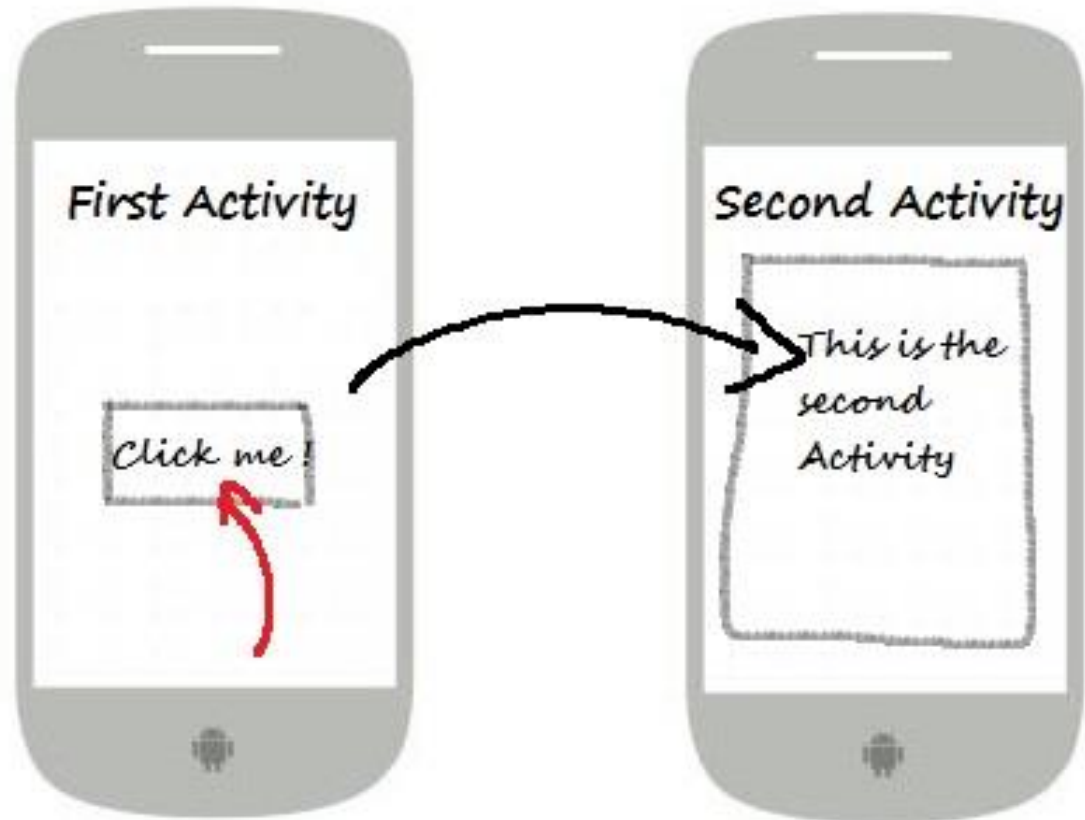 First Activity
Click me !
Second Activity
This is the
second
Activity